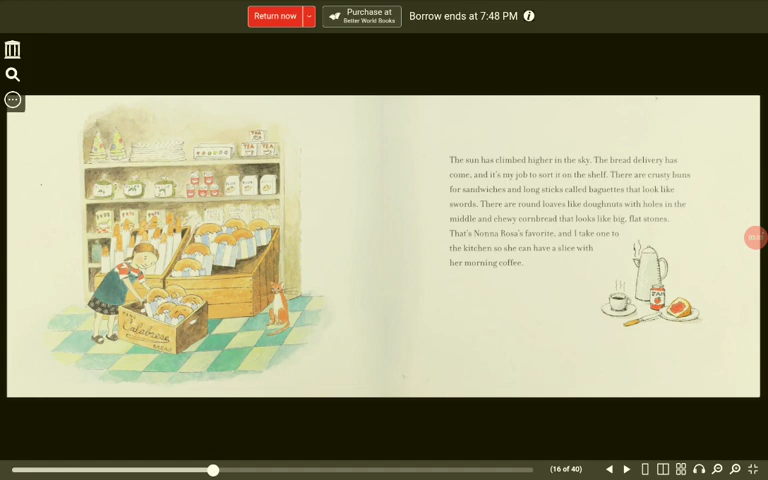 Return now
Purchase at
Better World Books
Borrow ends at 7:48 PM
TEA
TEA
TEA
Calabrese
BREAD
The sun has climbed higher in the sky. The bread delivery has
come, and it's my job to sort it on the shelf. There are crusty buns
for sandwiches and long sticks called baguettes that look like
swords. There are round loaves like doughnuts with holes in the
middle and chewy cornbread that looks like big, flat stones.
That's Nonna Rosa's favorite, and I take one to
the kitchen so she can have a slice with
her morning coffee.
JAM
(16 of 40)